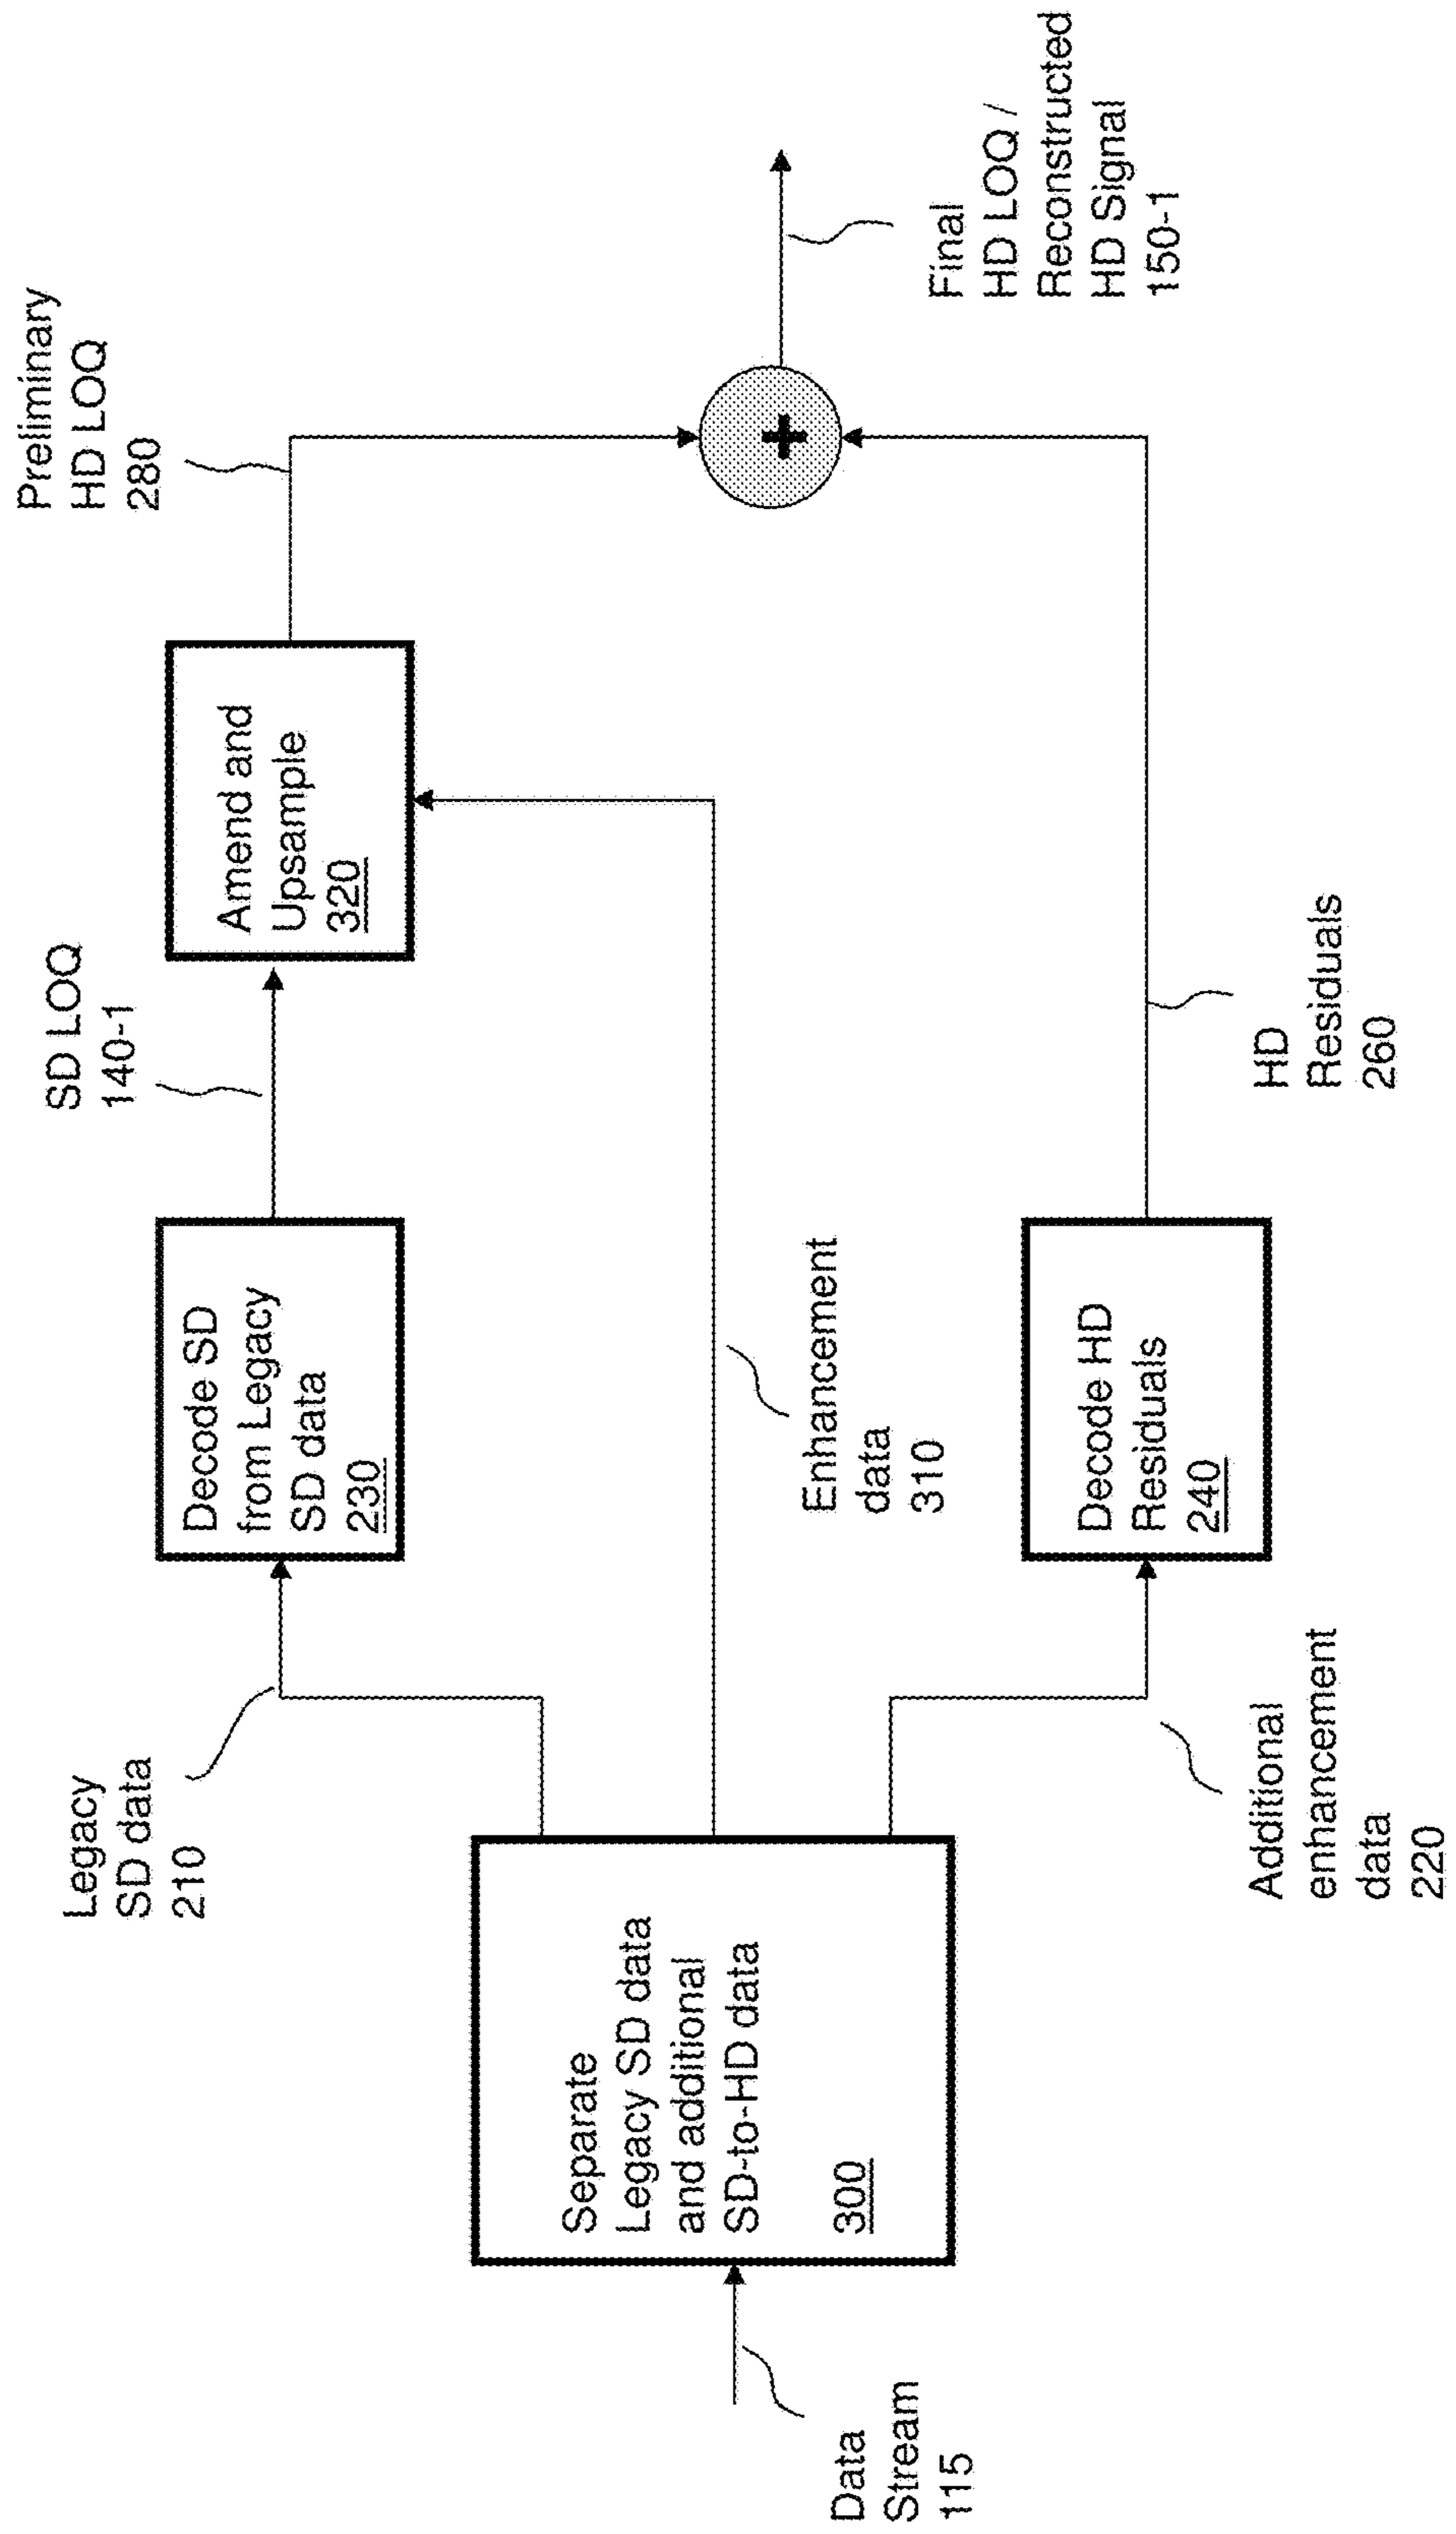 Data
Stream
115
Separate
Legacy SD data
and additional
SD-to-HD data
300
Legacy
SD data
210
Decode SD
from Legacy
SD data
230
SD LOQ
140-1
Amend and
Upsample
320
Preliminary
HD LOQ
280
Enhancement
data
310
Additional
enhancement
data
220
Decode HD
Residuals
240
HD
Residuals
260
+
Final
HD LOQ /
Reconstructed
HD Signal
150-1